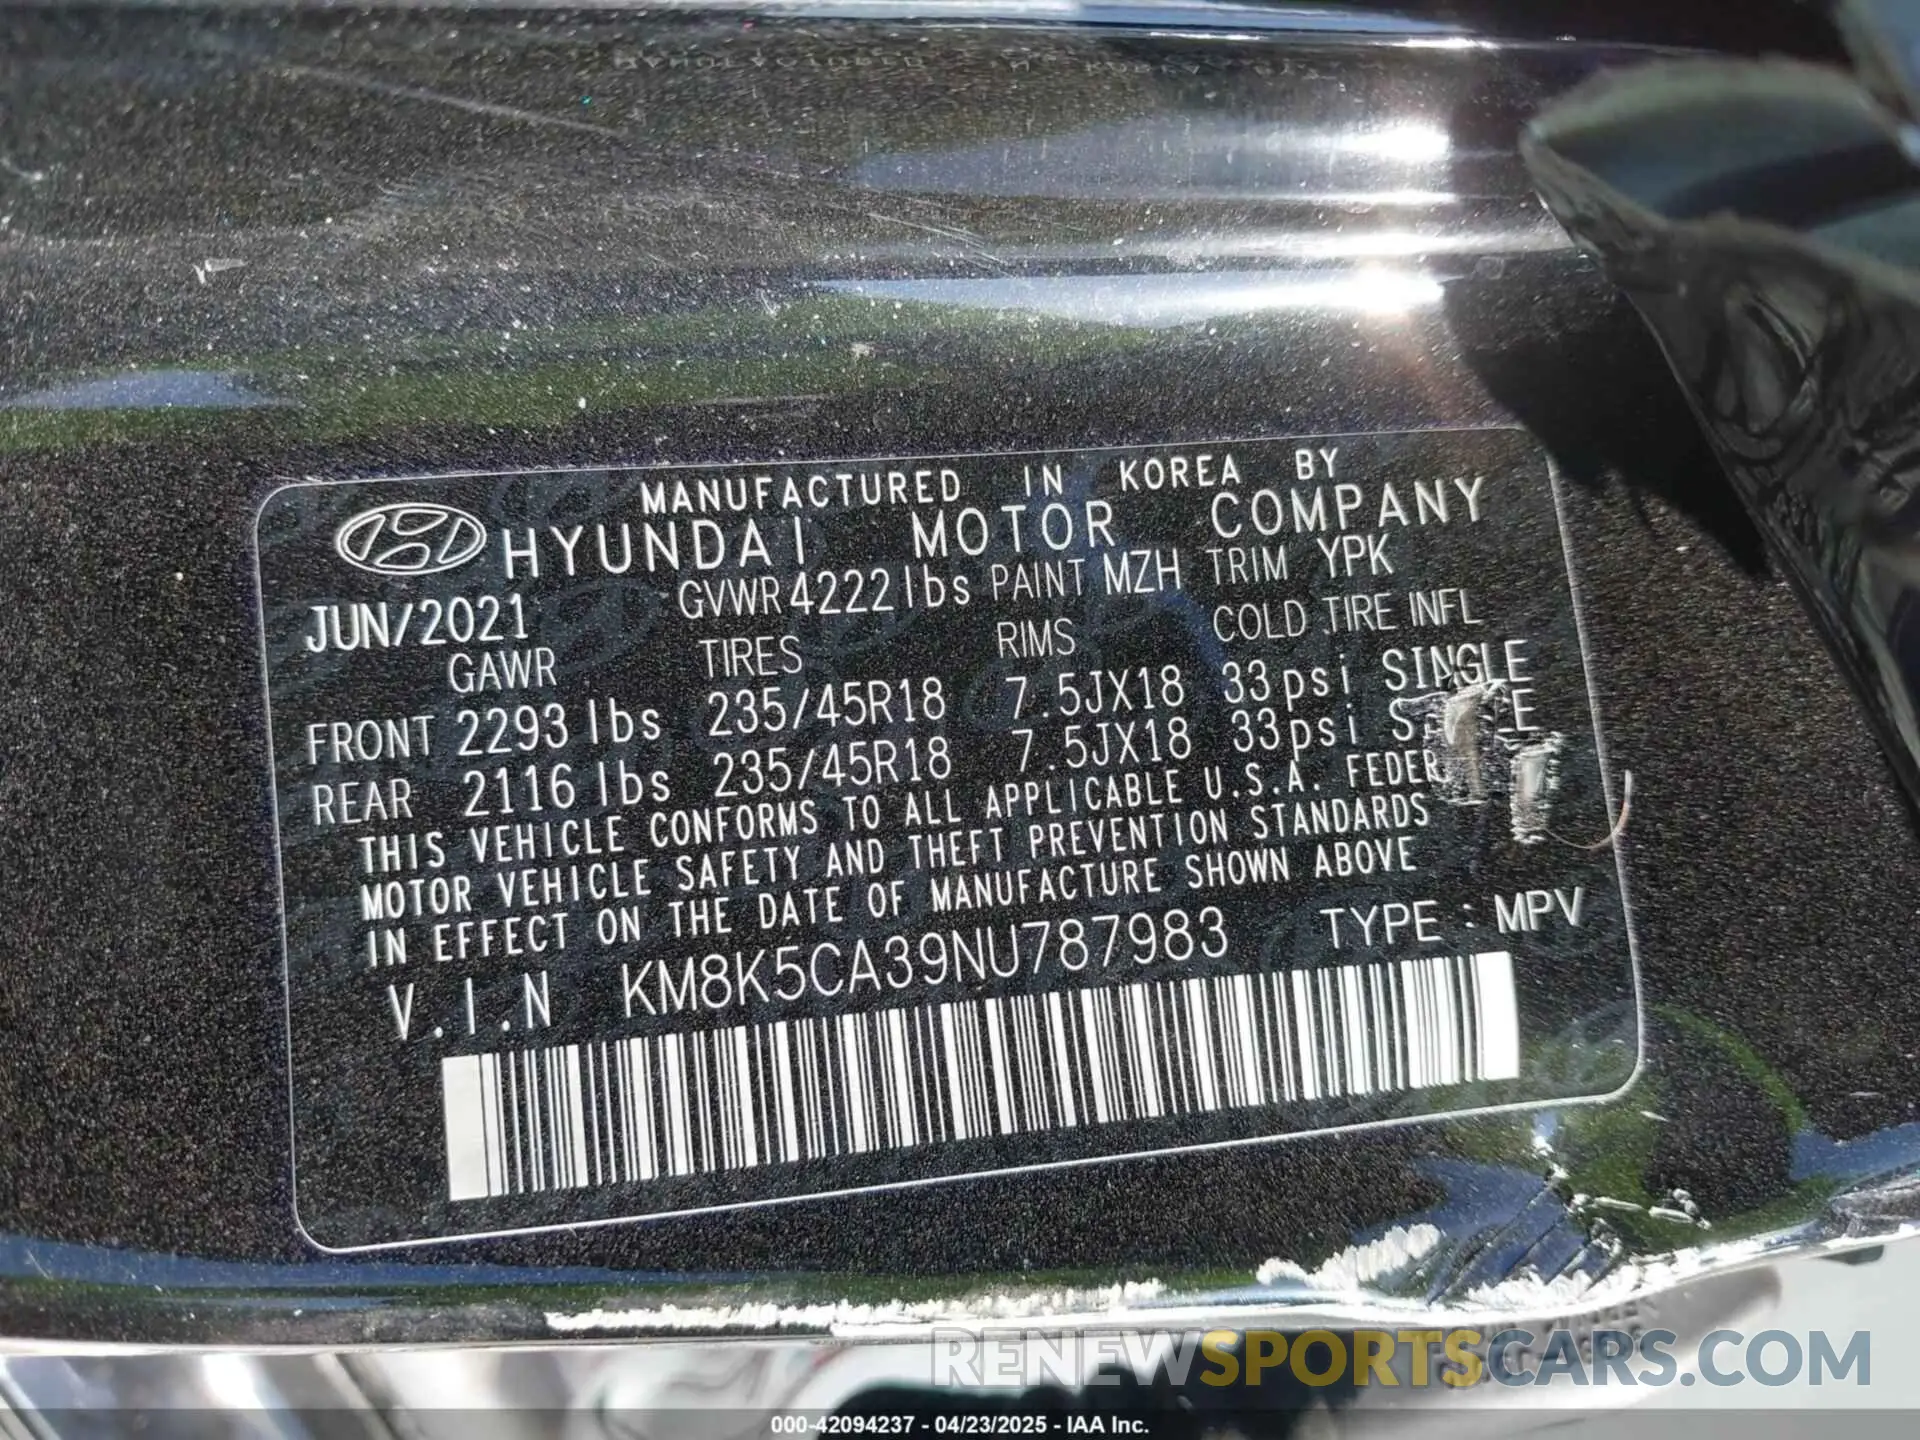 MANUFACTURED IN KOREA BY
HYUNDAI MOTOR COMPANY
JUN/2021 GVWR 4222 lbs PAINT MZH TRIM YPK
GAWR TIRES RIMS COLD TIRE INFL
FRONT 2293 lbs 235/45R18 7.5JX18 33psi SINGLE
REAR 2116 lbs 235/45R18 7.5JX18 33psi
THIS VEHICLE CONFORMS TO ALL APPLICABLE U.S.A.
MOTOR VEHICLE SAFETY AND THEFT PREVENTION STANDARDS
IN EFFECT ON THE DATE OF MANUFACTURE SHOWN ABOVE
V.I.N KM8K5CA39NU787983 TYPE : MPV
RENEWSPORTSCARS.COM
000-42094237 - 04/23/2025 - IAA Inc.